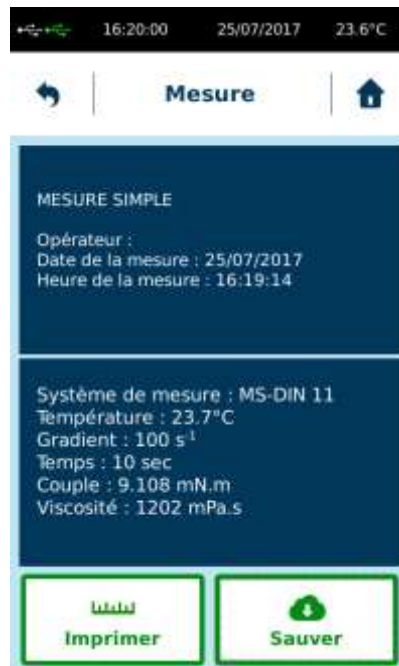 16:20:00 25/07/2017 23.6°C
Mesure
MESURE SIMPLE
Opérateur :
Date de la mesure : 25/07/2017
Heure de la mesure : 16:19:14
Système de mesure : MS-DIN 11
Température : 23.7°C
Gradient : 100 s⁻¹
Temps : 10 sec
Couple : 9.108 mN.m
Viscosité : 1202 mPa.s
Imprimer Sauver